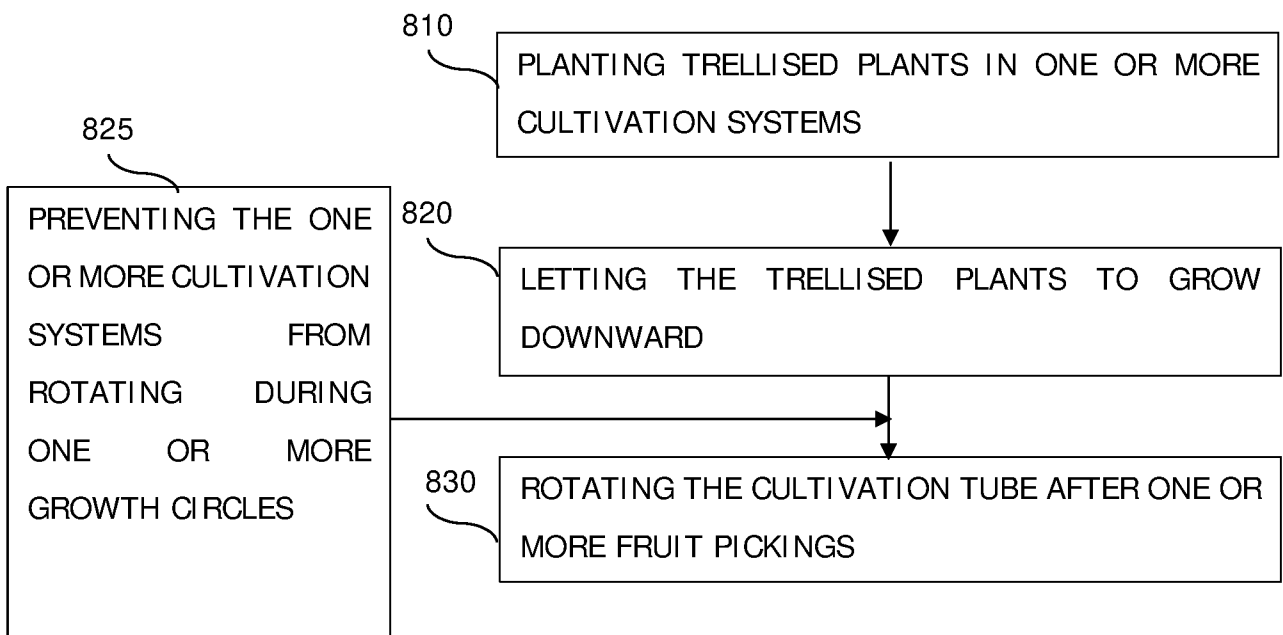 810
PLANTING TRELLISED PLANTS IN ONE OR MORE
CULTIVATION SYSTEMS
825
PREVENTING THE ONE
OR MORE CULTIVATION
SYSTEMS FROM
ROTATING DURING
ONE OR MORE
GROWTH CIRCLES
820
LETTING THE TRELLISED PLANTS TO GROW
DOWNWARD
830
ROTATING THE CULTIVATION TUBE AFTER ONE OR
MORE FRUIT PICKINGS